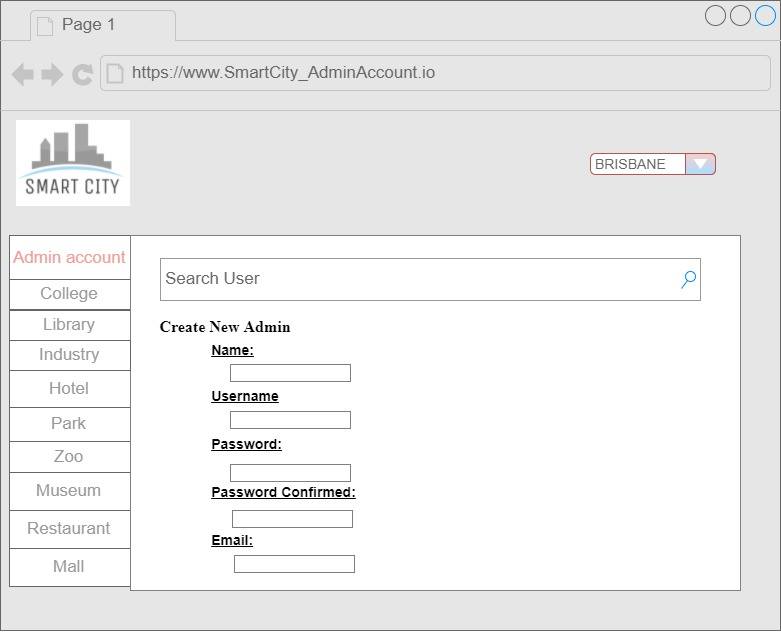 Page 1
https://www.SmartCity_AdminAccount.io
SMART CITY
BRISBANE
Admin account
College
Library
Industry
Hotel
Park
Zoo
Museum
Restaurant
Mall
Search User
Create New Admin
Name:
Username
Password:
Password Confirmed:
Email: